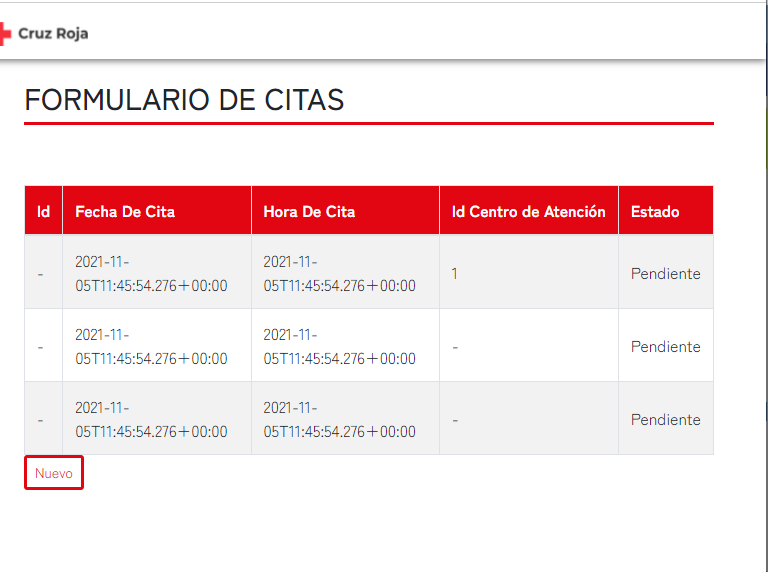 Cruz Roja
FORMULARIO DE CITAS
Id Fecha De Cita Hora De Cita Id Centro de Atención Estado
2021-11- 2021-11-
- 05T11:45:54.276+00:00 05T11:45:54.276+00:00 1 Pendiente
2021-11- 2021-11-
- 05T11:45:54.276+00:00 05T11:45:54.276+00:00 - Pendiente
2021-11- 2021-11-
- 05T11:45:54.276+00:00 05T11:45:54.276+00:00 - Pendiente
Nuevo